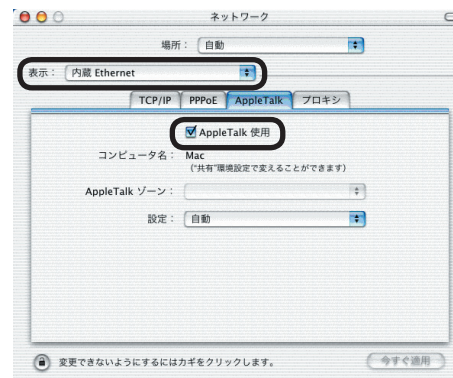 ネットワーク
場所： 自動
表示： 内蔵 Ethernet
TCP/IP PPPoE AppleTalk プロキシ
AppleTalk 使用
コンピュータ名： Mac
（"共有"環境設定で変えることができます）
AppleTalk ゾーン：
設定： 自動
変更できないようにするにはカギをクリックします。 今すぐ適用